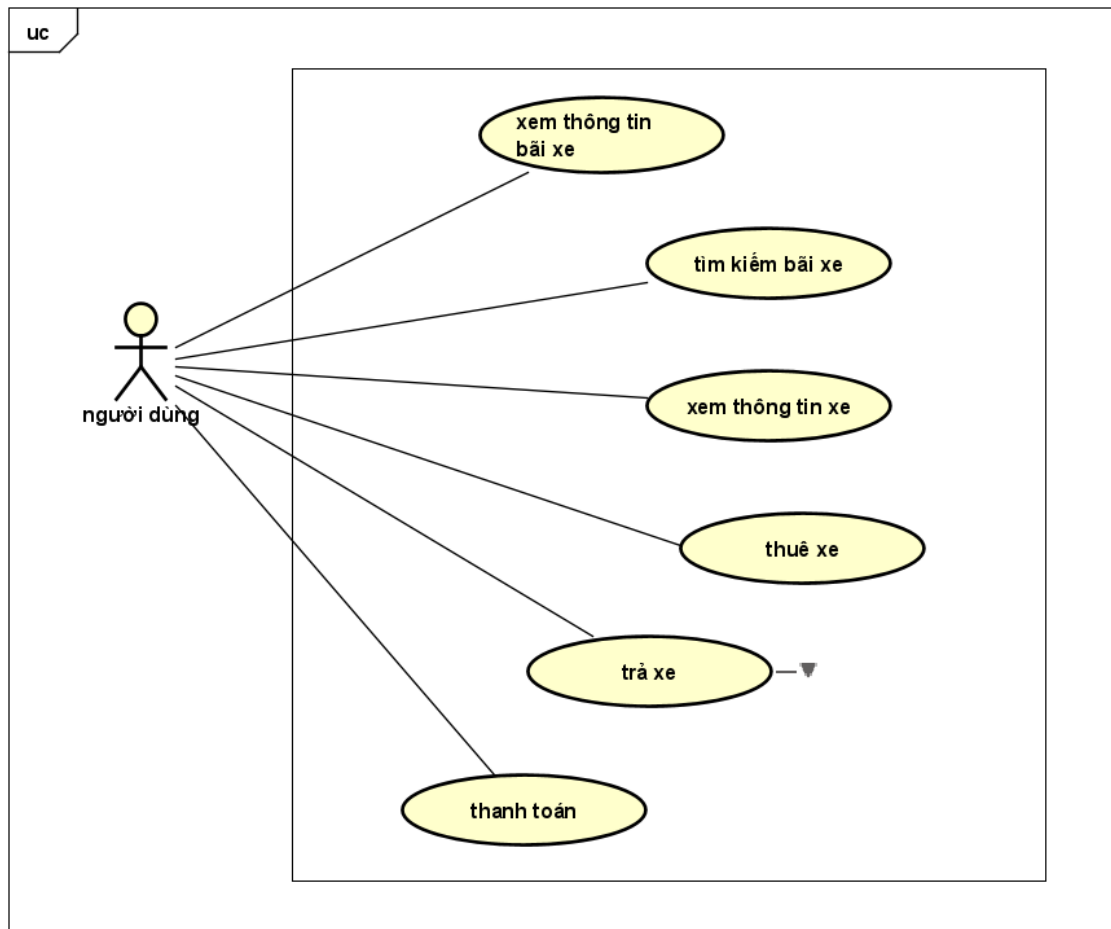 uc
xem thông tin
bãi xe
tìm kiếm bãi xe
người dùng
xem thông tin xe
thuê xe
trả xe
thanh toán